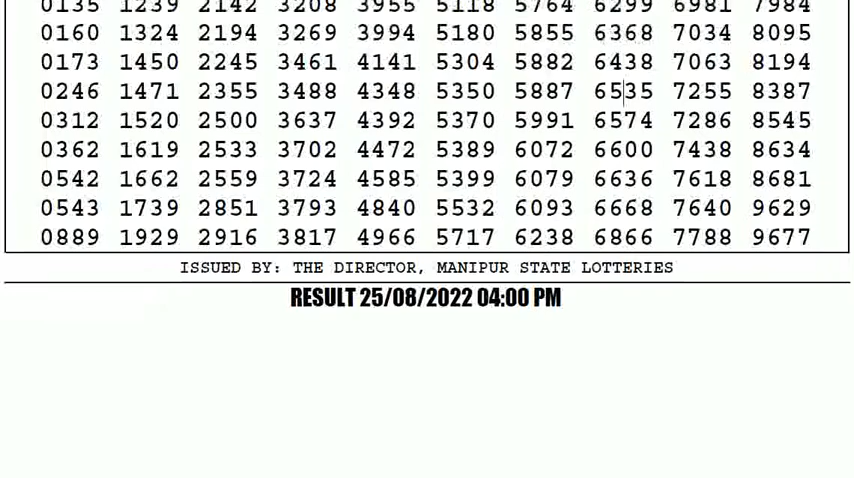 0135 1239 2142 3208 3955 5118 5764 6299 6981 7984
0160 1324 2194 3269 3994 5180 5855 6368 7034 8095
0173 1450 2245 3461 4141 5304 5882 6438 7063 8194
0246 1471 2355 3488 4348 5350 5887 6535 7255 8387
0312 1520 2500 3637 4392 5370 5991 6574 7286 8545
0362 1619 2533 3702 4472 5389 6072 6600 7438 8634
0542 1662 2559 3724 4585 5399 6079 6636 7618 8681
0543 1739 2851 3793 4840 5532 6093 6668 7640 9629
0889 1929 2916 3817 4966 5717 6238 6866 7788 9677
ISSUED BY: THE DIRECTOR, MANIPUR STATE LOTTERIES
RESULT 25/08/2022 04:00 PM